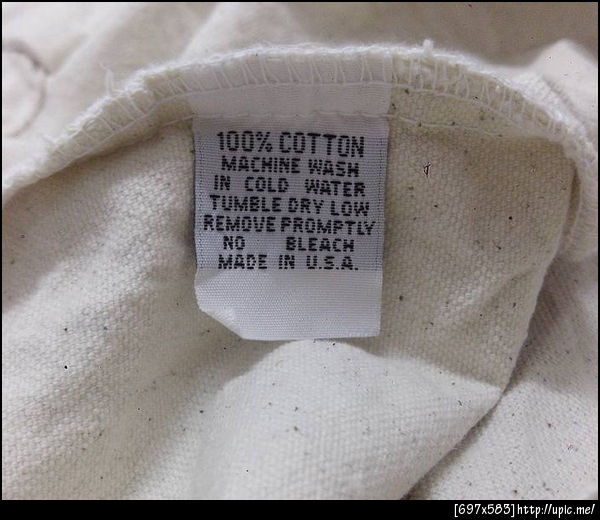 100% COTTON
MACHINE WASH
IN COLD WATER
TUMBLE DRY LOW
REMOVE PROMPTLY
NO BLEACH
MADE IN U.S.A.
[697x583]http://upic.me/